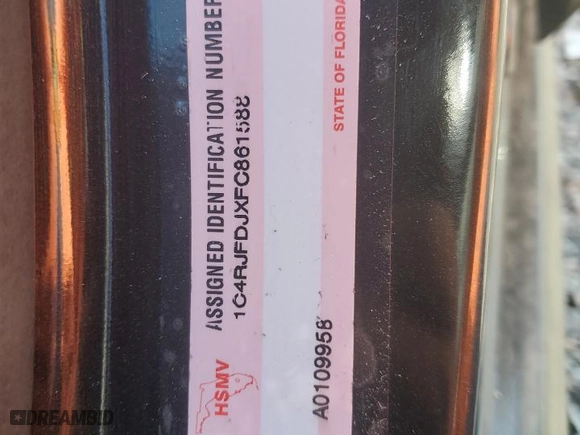 ASSIGNED IDENTIFICATION NUMBER
1C4RJFDJXFC861588
STATE OF FLORIDA
HSMV
A0109958
DREAMBID